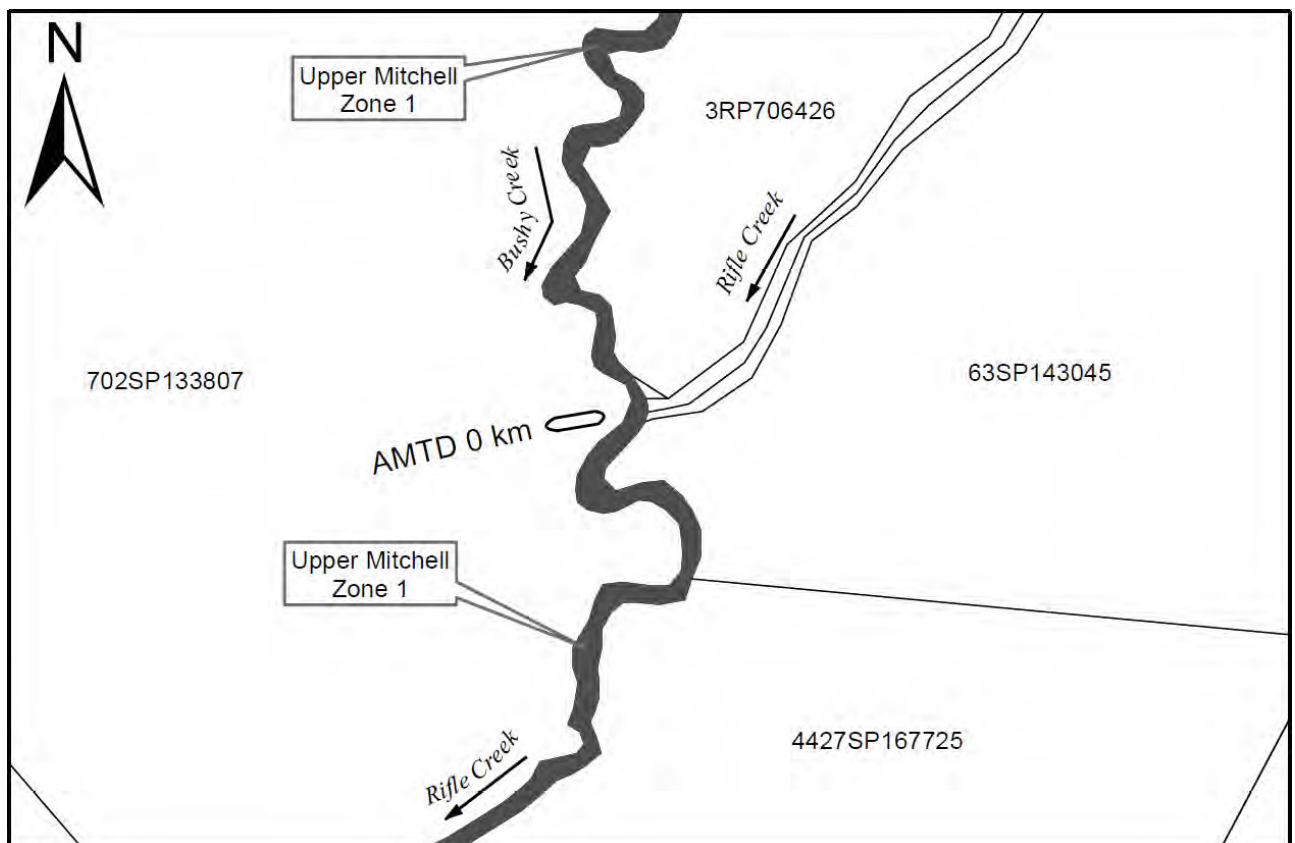 N
Upper Mitchell
Zone 1
3RP706426
Bushy Creek
Rifle Creek
702SP133807
63SP143045
AMTD 0 km
Upper Mitchell
Zone 1
4427SP167725
Rifle Creek